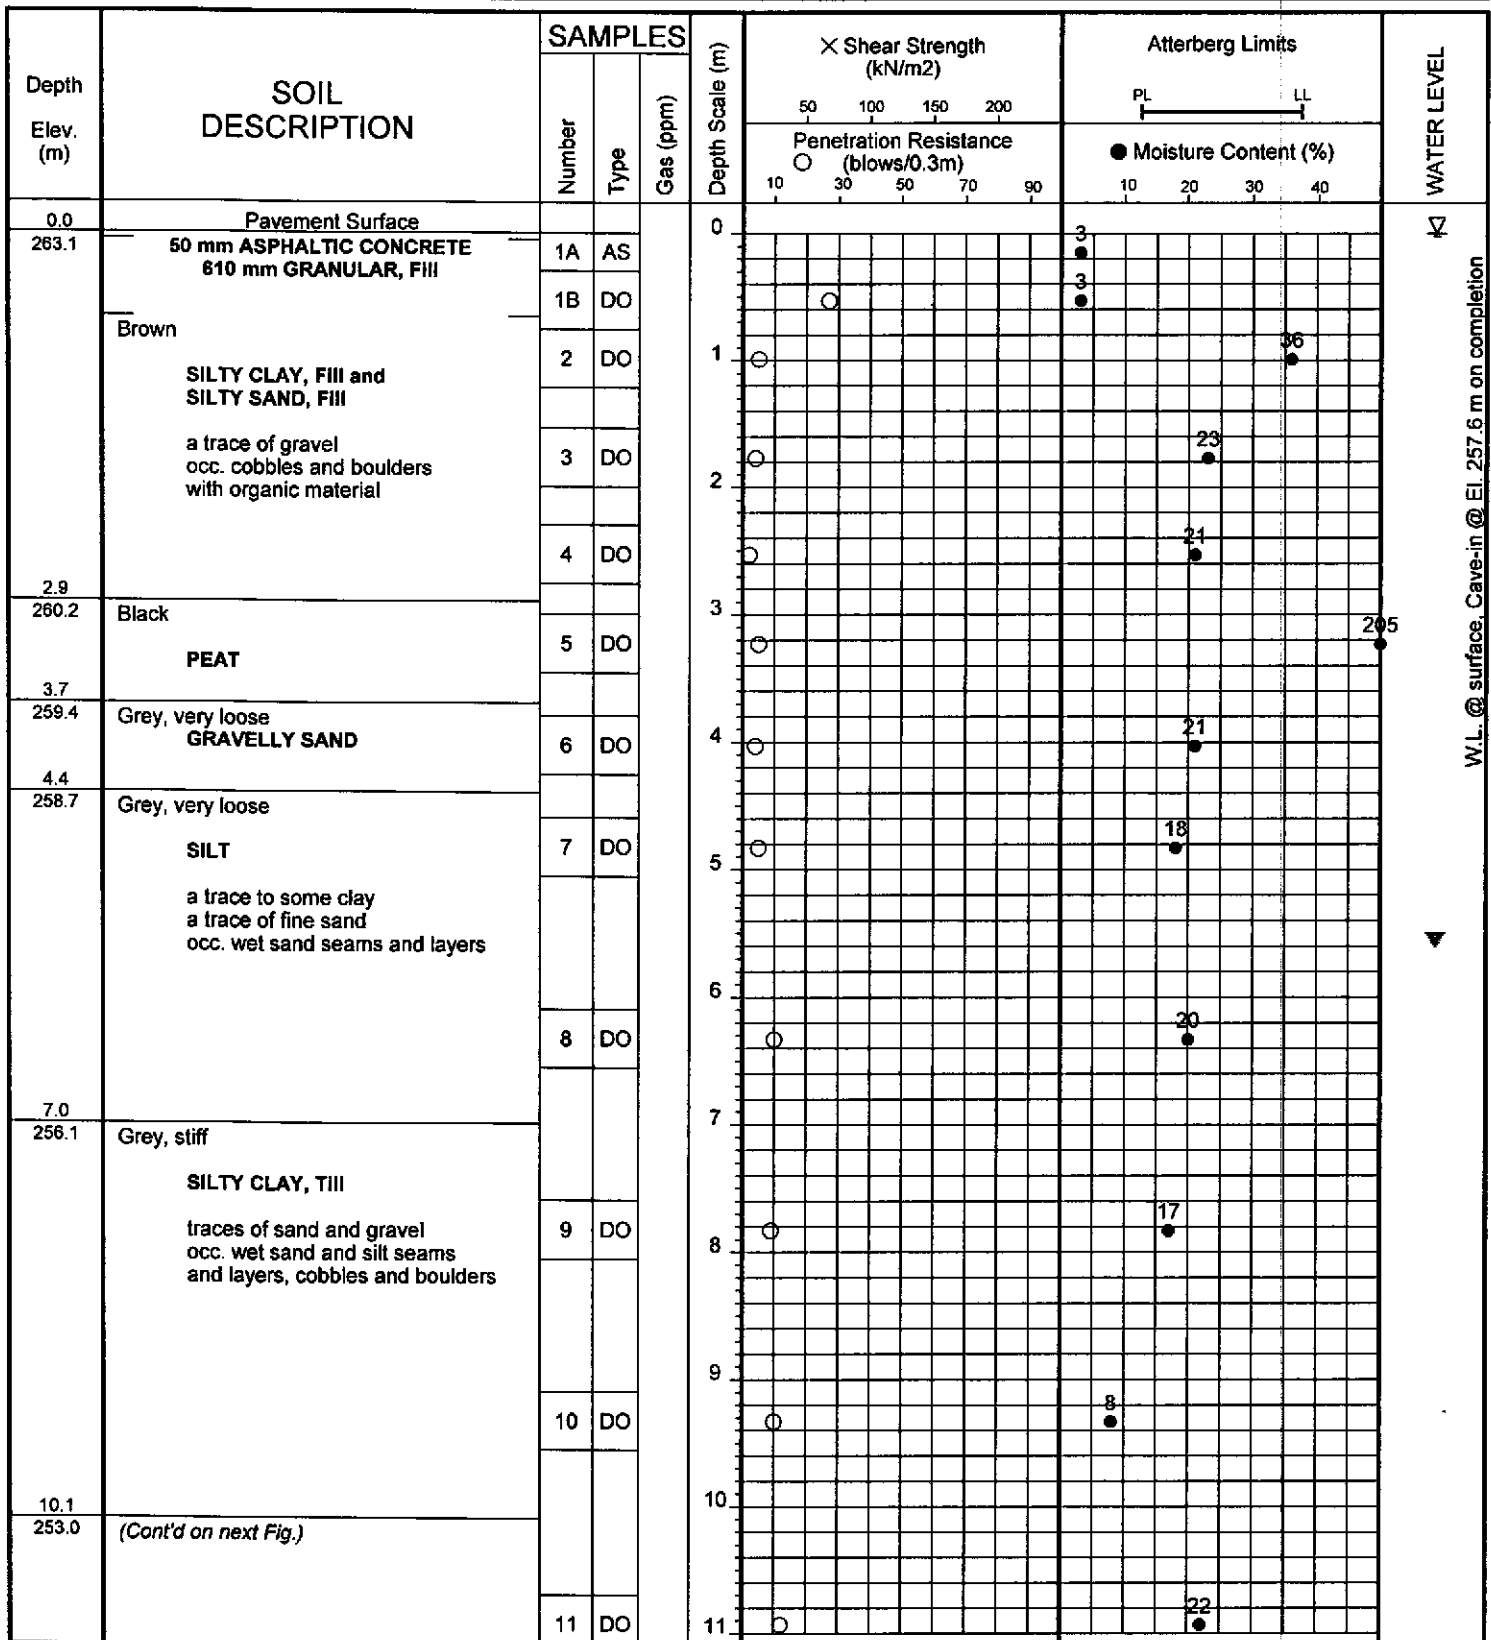 Depth
Elev.
(m)
SOIL
DESCRIPTION
SAMPLES
Number
Type
Gas (ppm)
Depth Scale (m)
× Shear Strength
(kN/m2)
50 100 150 200
Penetration Resistance
(blows/0.3m)
10 30 50 70 90
Atterberg Limits
PL LL
Moisture Content (%)
10 20 30 40
WATER LEVEL
0.0
Pavement Surface
0
263.1
50 mm ASPHALTIC CONCRETE
610 mm GRANULAR, Fill
1A AS
3
1B DO
3
Brown
2 DO
1
36
SILTY CLAY, Fill and
SILTY SAND, Fill
a trace of gravel
occ. cobbles and boulders
with organic material
3 DO
23
2
4 DO
21
2.9
260.2
Black
3
PEAT
5 DO
205
3.7
259.4
Grey, very loose
GRAVELLY SAND
6 DO
4
21
4.4
258.7
Grey, very loose
SILT
7 DO
18
5
a trace to some clay
a trace of fine sand
occ. wet sand seams and layers
6
8 DO
20
7.0
256.1
7
Grey, stiff
SILTY CLAY, Till
traces of sand and gravel
occ. wet sand and silt seams
and layers, cobbles and boulders
9 DO
17
8
9
10 DO
8
10.1
253.0
10
(Cont'd on next Fig.)
11 DO
11
22
W.L. @ surface, Cave-in @ El. 257.6 m on completion